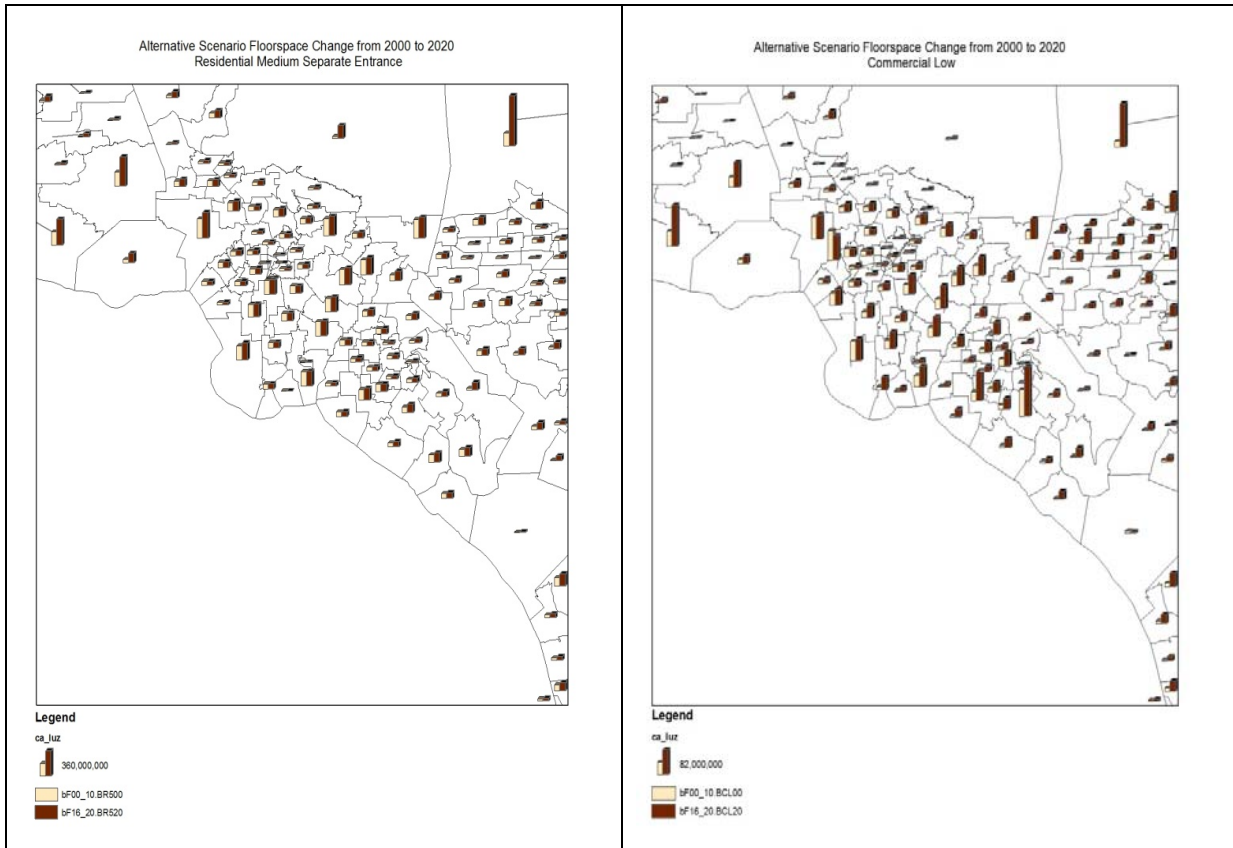 Alternative Scenario Floorspace Change from 2000 to 2020
Residential Medium Separate Entrance
Legend
ca_luz
360,000,000
bF00_10.BR500
bF16_20.BR520
Alternative Scenario Floorspace Change from 2000 to 2020
Commercial Low
Legend
ca_luz
82,000,000
bF00_10.BCL00
bF16_20.BCL20